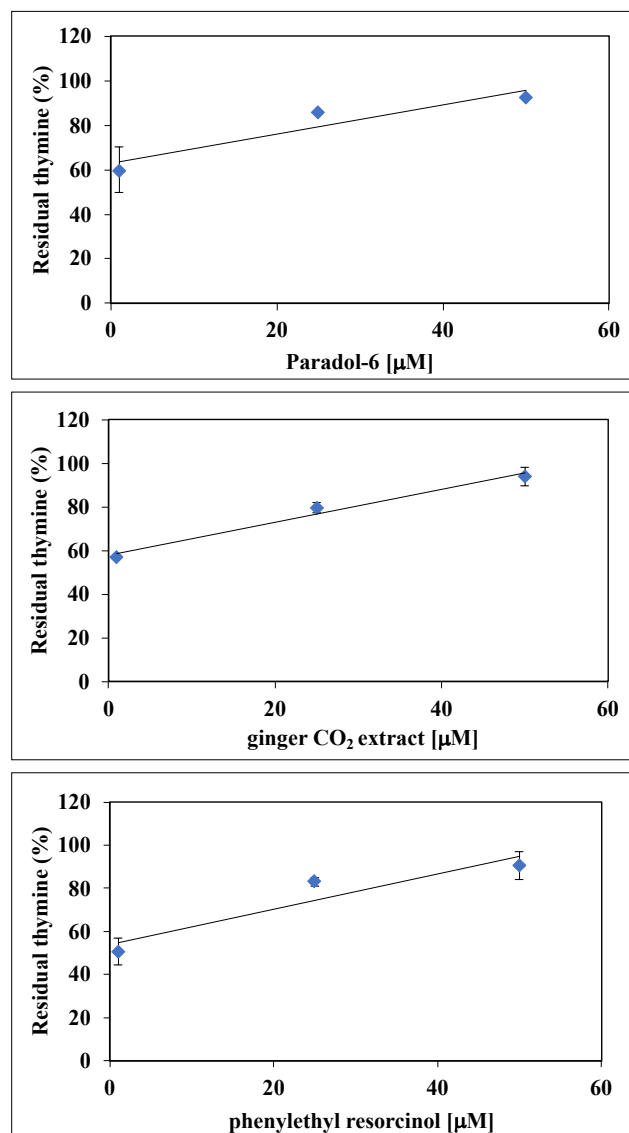 120
100
80
60
40
20
0
Residual thymine (%)
0 20 40 60
Paradol-6 [μM]
120
100
80
60
40
20
0
Residual thymine (%)
0 20 40 60
ginger CO₂ extract [μM]
120
100
80
60
40
20
0
Residual thymine (%)
0 20 40 60
phenylethyl resorcinol [μM]